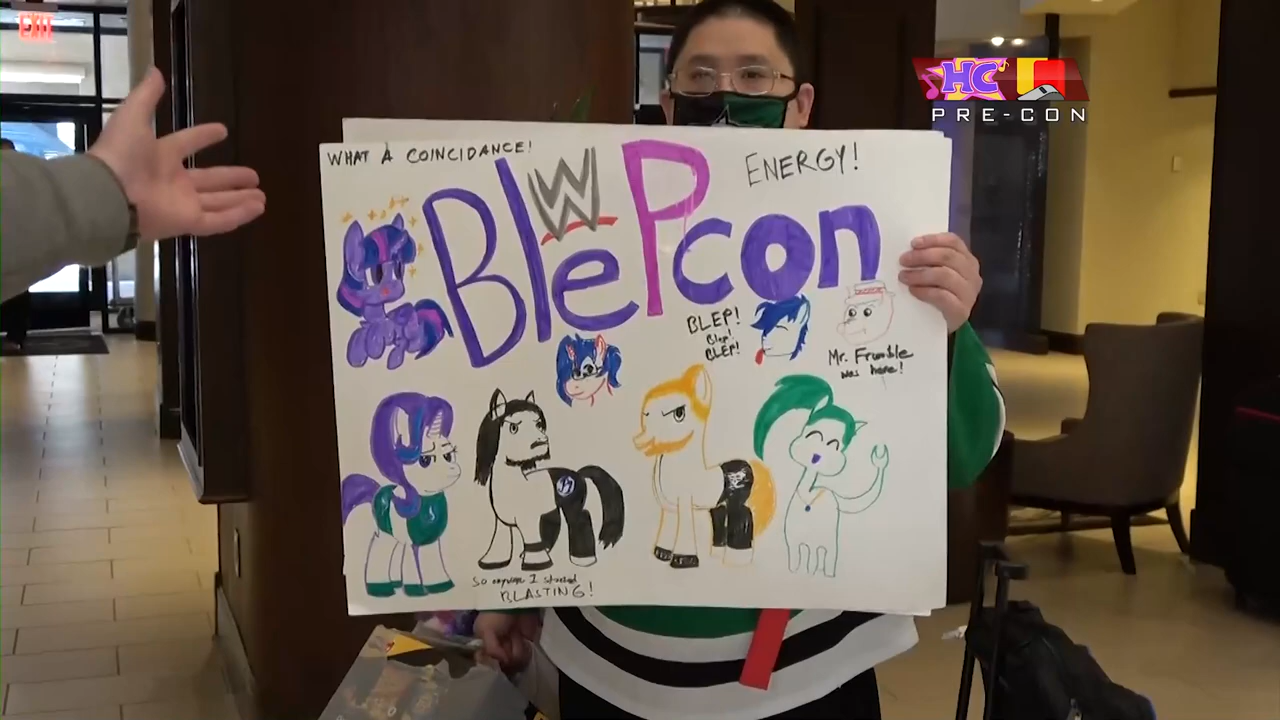 EXIT
HC
PRE-CON
WHAT A COINCIDANCE!
ENERGY!
BlePcon
W
BLEP!
Blep!
BLEP!
Mr. Frumble
was here!
So anyway I started
BLASTING!